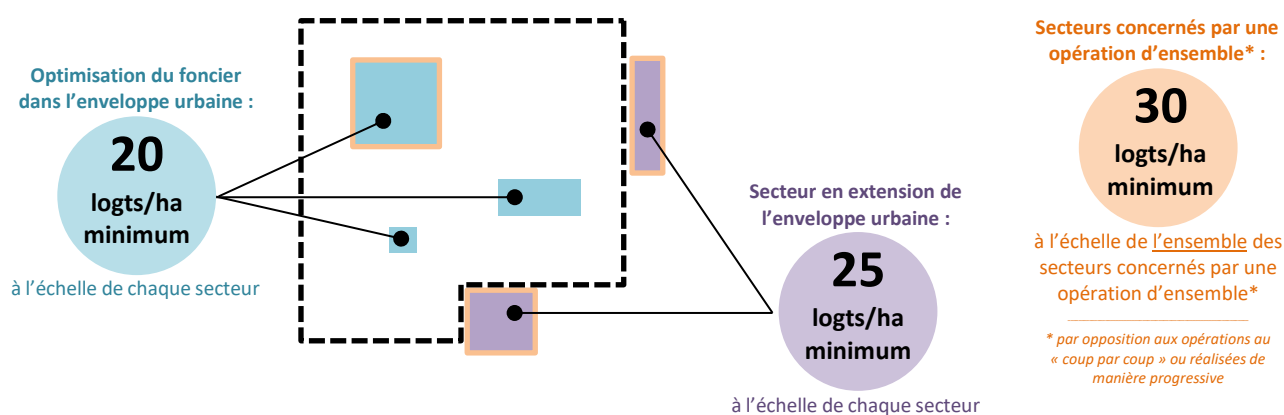 Optimisation du foncier
dans l’enveloppe urbaine :
20
logts/ha
minimum
à l’échelle de chaque secteur
Secteur en extension de
l’enveloppe urbaine :
25
logts/ha
minimum
à l’échelle de chaque secteur
Secteurs concernés par une
opération d’ensemble* :
30
logts/ha
minimum
à l’échelle de l’ensemble des
secteurs concernés par une
opération d’ensemble*
* par opposition aux opérations au
« coup par coup » ou réalisées de
manière progressive